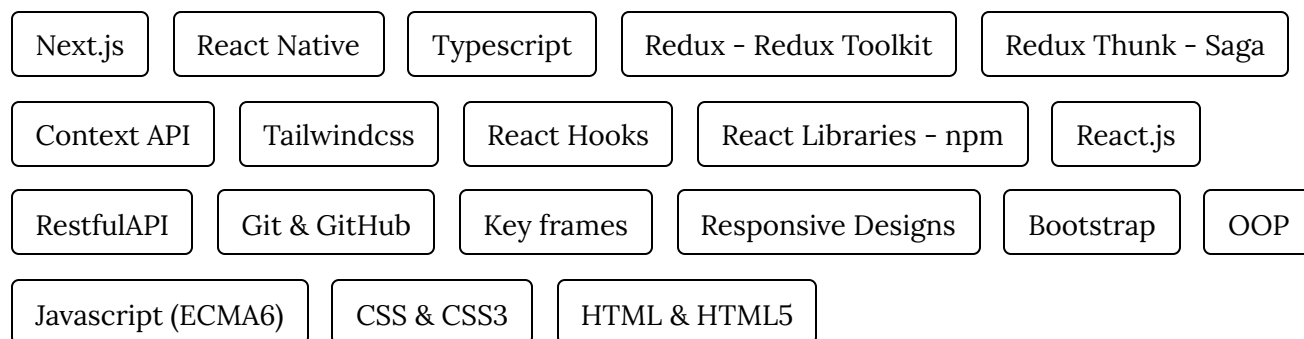 Next.js React Native Typescript Redux - Redux Toolkit Redux Thunk - Saga
Context API Tailwindcss React Hooks React Libraries - npm React.js
RestfulAPI Git & GitHub Key frames Responsive Designs Bootstrap OOP
Javascript (ECMA6) CSS & CSS3 HTML & HTML5